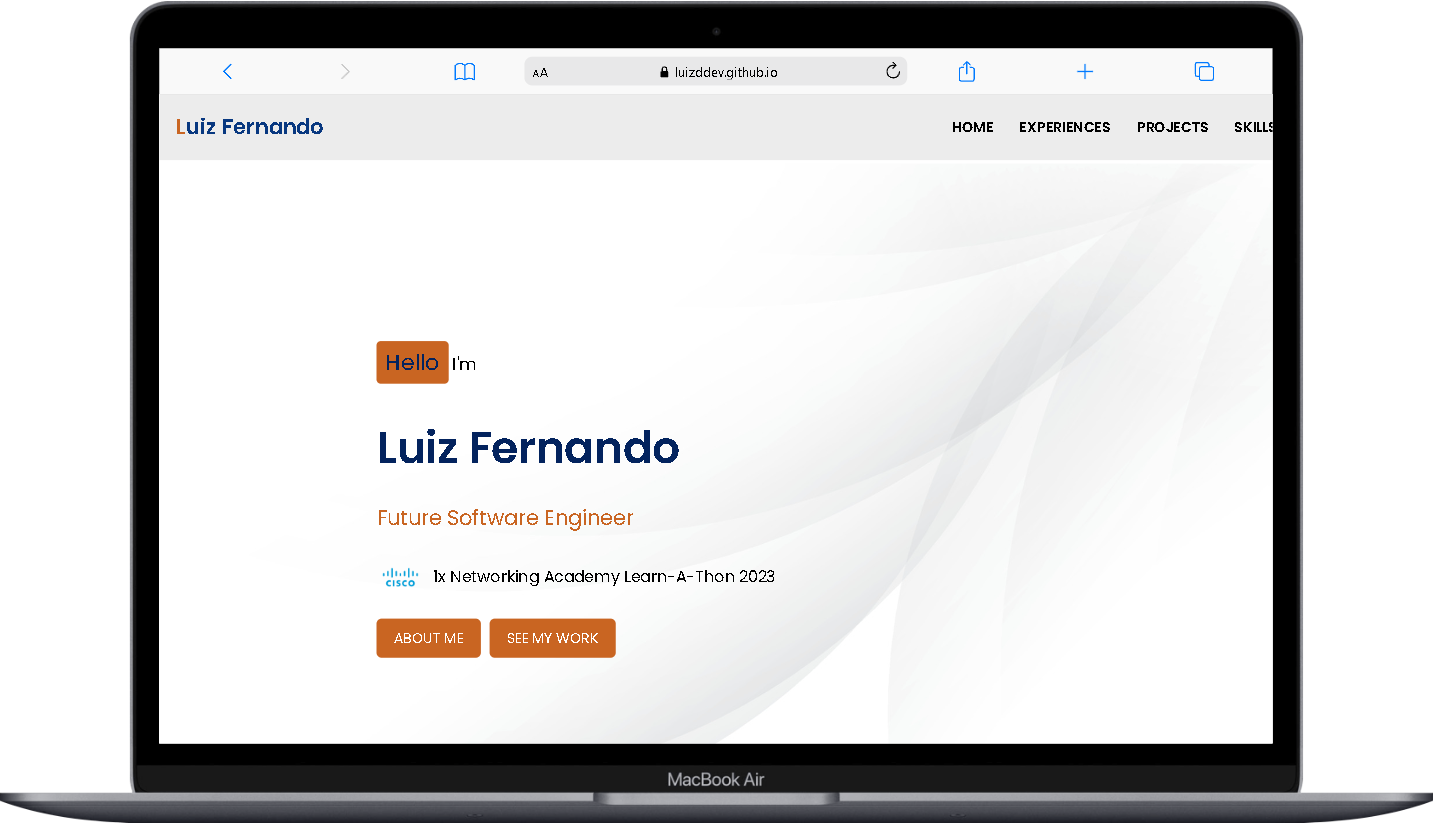 AA luizddev.github.io
Luiz Fernando HOME EXPERIENCES PROJECTS SKILLS
Hello I'm
Luiz Fernando
Future Software Engineer
CISCO 1x Networking Academy Learn-A-Thon 2023
ABOUT ME SEE MY WORK
MacBook Air